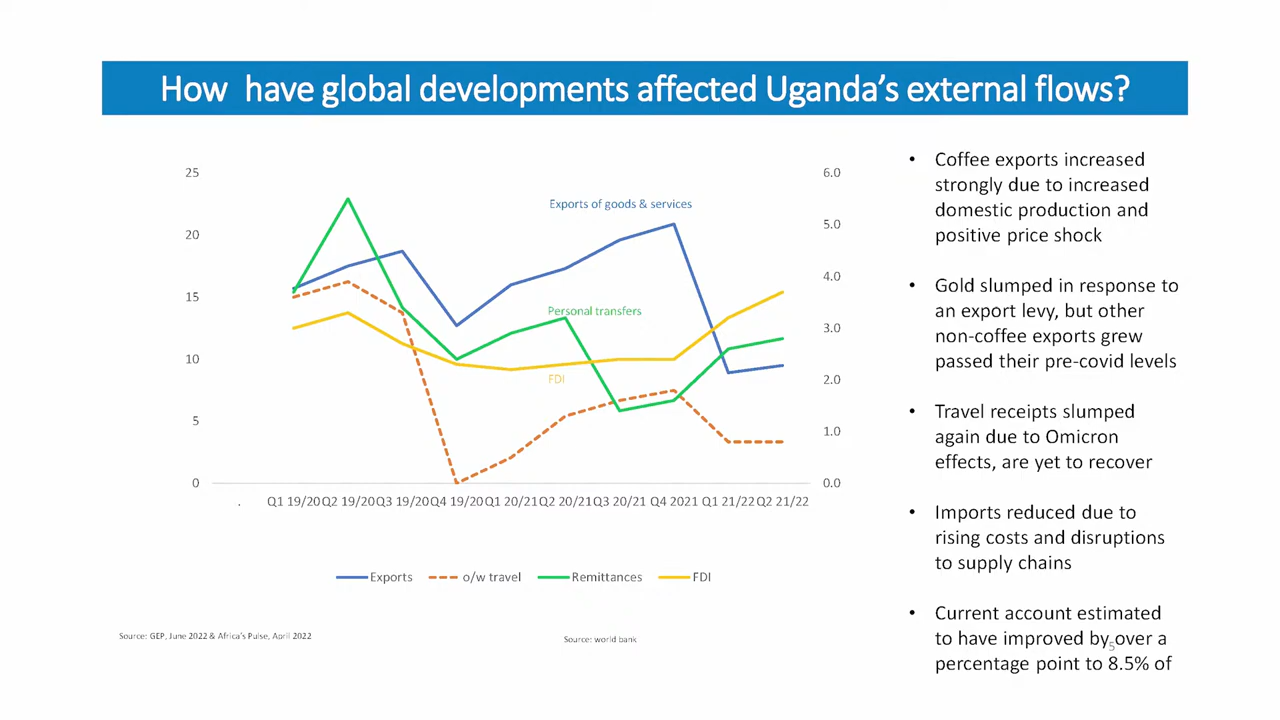 How  have global developments affected Uganda's external flows?
25
20
15
10
5
0
6.0
5.0
4.0
3.0
2.0
1.0
0.0
Exports of goods & services
Personal transfers
FDI
. Q1 19/20 Q2 19/20 Q3 19/20 Q4 19/20 Q1 20/21 Q2 20/21 Q3 20/21 Q4 2021 Q1 21/22 Q2 21/22
Exports o/w travel Remittances FDI
Source: GEP, June 2022 & Africa's Pulse, April 2022
Source: world bank
• Coffee exports increased
strongly due to increased
domestic production and
positive price shock
• Gold slumped in response to
an export levy, but other
non-coffee exports grew
passed their pre-covid levels
• Travel receipts slumped
again due to Omicron
effects, are yet to recover
• Imports reduced due to
rising costs and disruptions
to supply chains
• Current account estimated
to have improved by over a
percentage point to 8.5% of
5